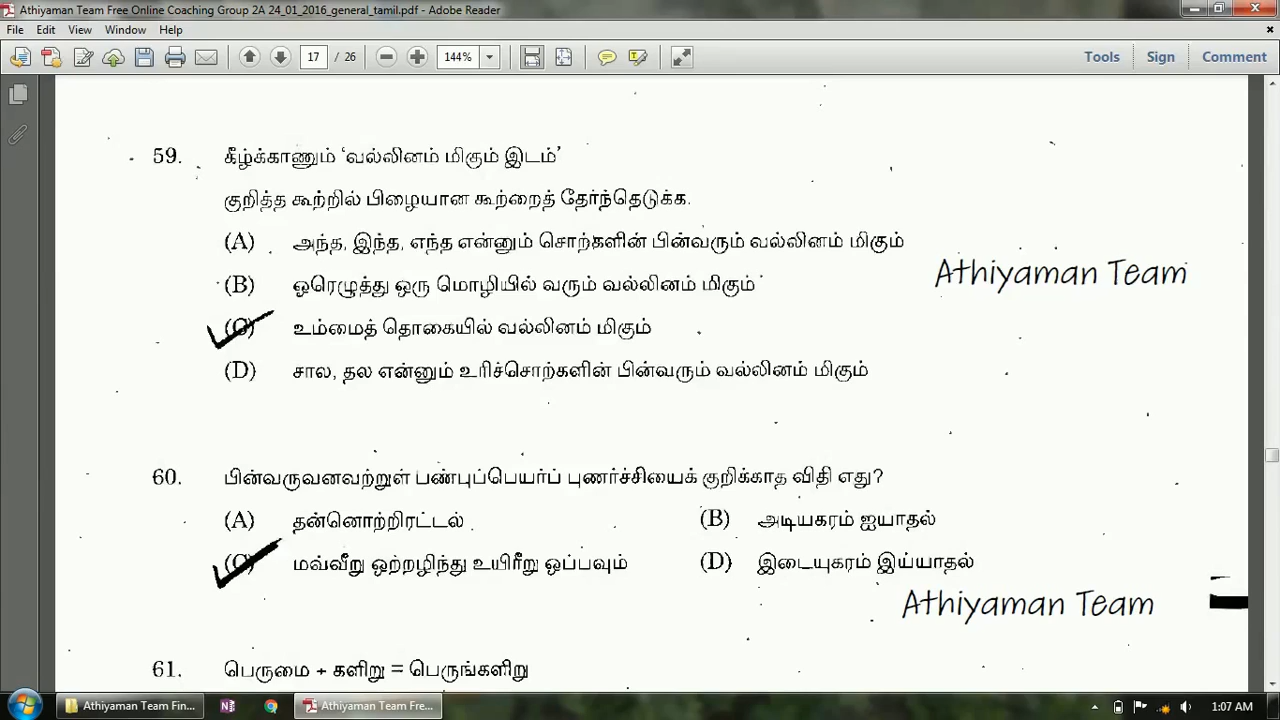 Athiyaman Team Free Online Coaching Group 2A 24_01_2016_general_tamil.pdf - Adobe Reader
File Edit View Window Help
17 / 26 144% Tools Sign Comment
59. கீழ்க்காணும் ‘வல்லினம் மிகும் இடம்’
குறித்த கூற்றில் பிழையான கூற்றைத் தேர்ந்தெடுக்க.
(A) அந்த, இந்த, எந்த என்னும் சொற்களின் பின்வரும் வல்லினம் மிகும்
(B) ஓரெழுத்து ஒரு மொழியில் வரும் வல்லினம் மிகும்
Athiyaman Team
(C) உம்மைத் தொகையில் வல்லினம் மிகும்
(D) சால, தல என்னும் உரிச்சொற்களின் பின்வரும் வல்லினம் மிகும்
60. பின்வருவனவற்றுள் பண்புப்பெயர்ப் புணர்ச்சியைக் குறிக்காத விதி எது?
(A) தன்னொற்றிரட்டல் (B) அடியகரம் ஐயாதல்
(C) மவ்வீறு ஒற்றழிந்து உயிரீறு ஒப்பவும் (D) இடையுகரம் இய்யாதல்
Athiyaman Team
61. பெருமை + களிறு = பெருங்களிறு
Athiyaman Team Fin... Athiyaman Team Fre... 1:07 AM